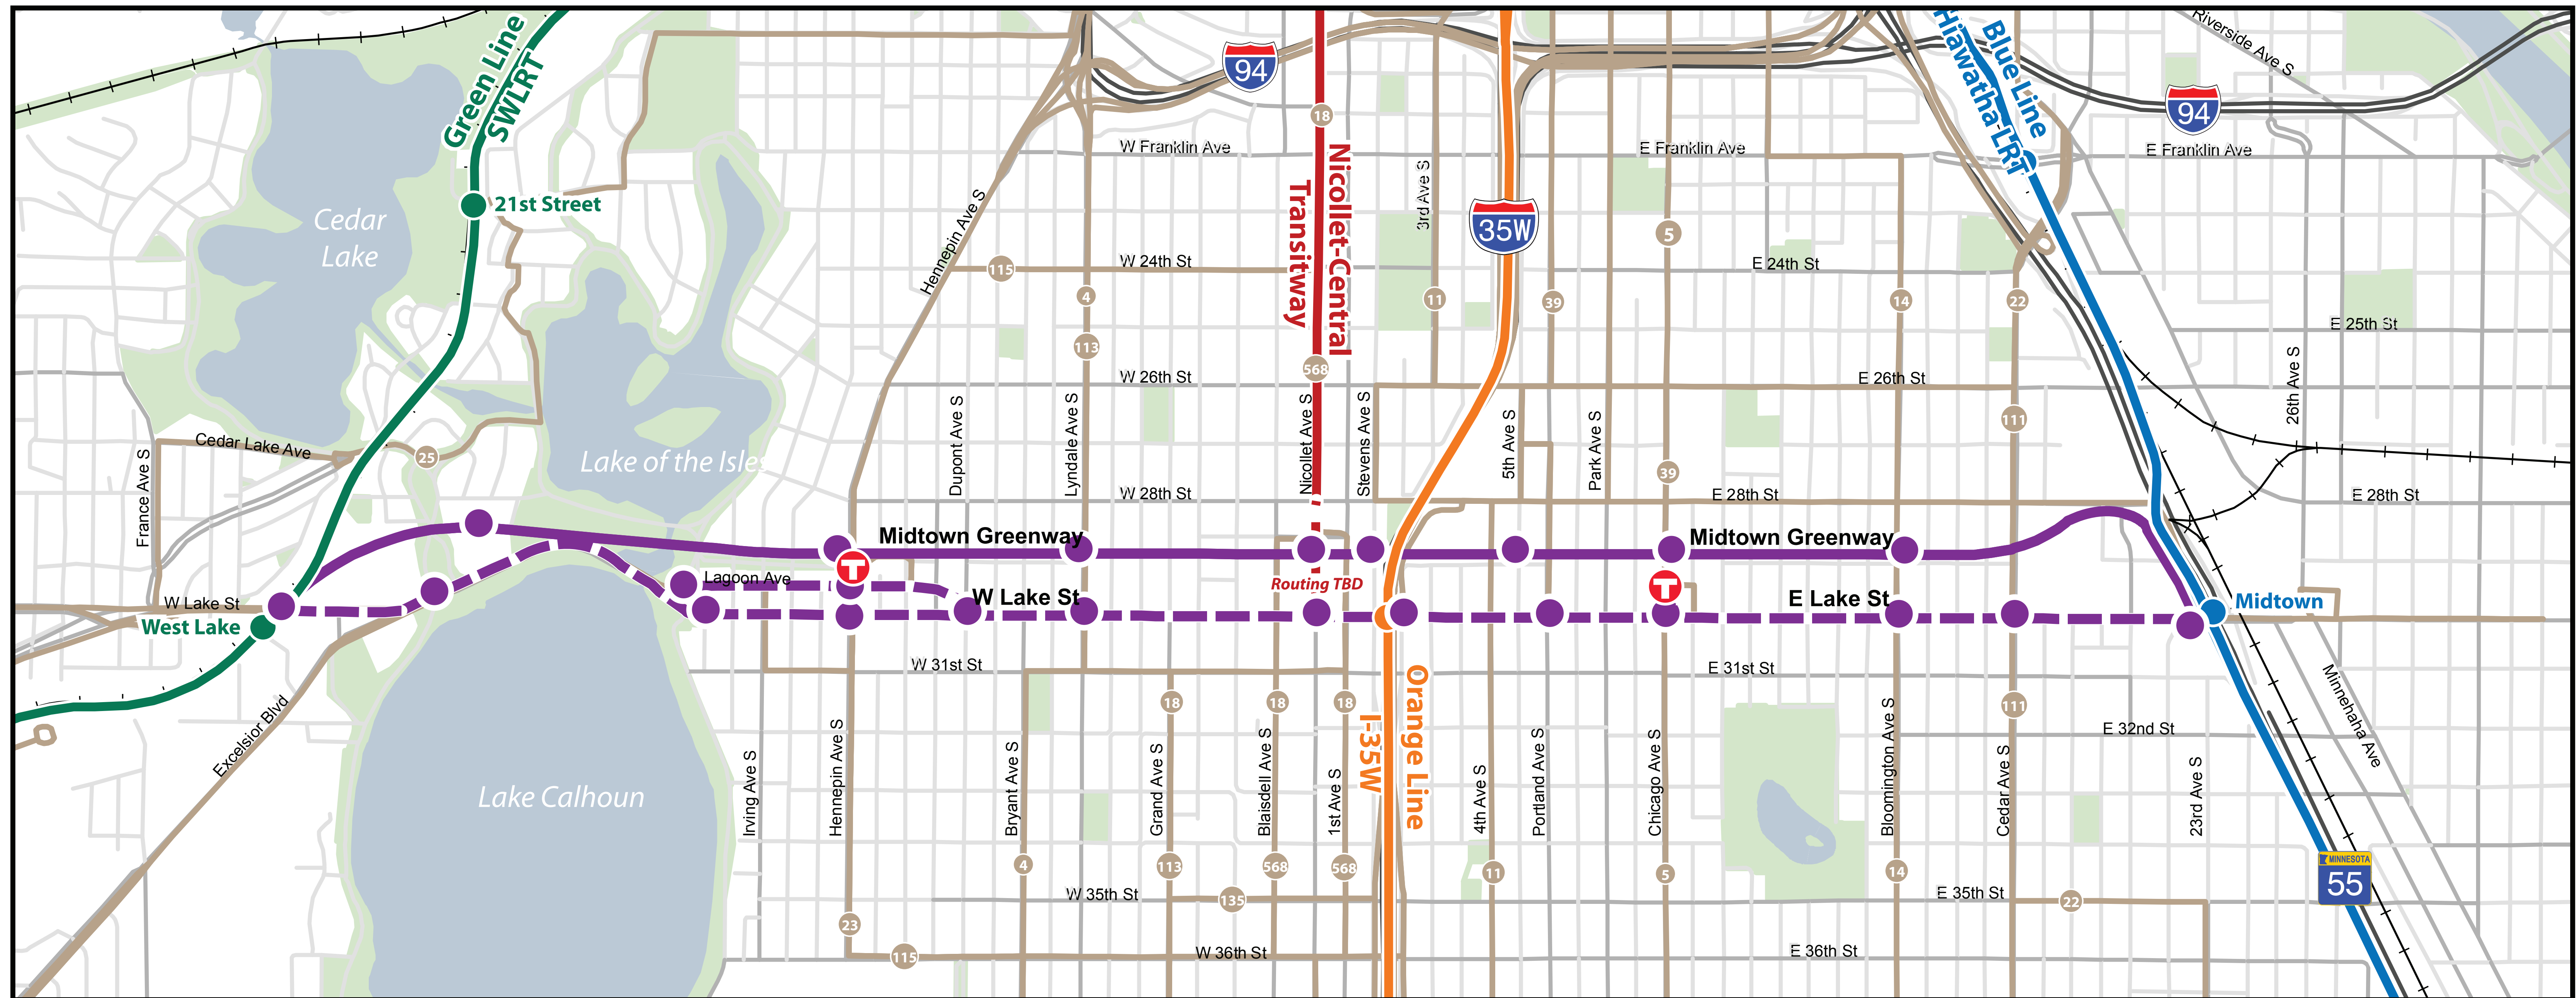 Green Line
SWLRT
94
18
Nicollet-Central
Transitway
Blue Line
Hiawatha LRT
Riverside Ave S
94
W Franklin Ave
E Franklin Ave
E Franklin Ave
Cedar
Lake
21st Street
Hennepin Ave S
3rd Ave S
35W
5
115
W 24th St
E 24th St
4
11
39
14
22
113
E 25th St
568
W 26th St
E 26th St
26th Ave S
Cedar Lake Ave
25
France Ave S
Lake of the Isles
Dupont Ave S
Lyndale Ave S
Nicollet Ave S
Stevens Ave S
5th Ave S
Park Ave S
111
39
W 28th St
E 28th St
E 28th St
Midtown Greenway
Midtown Greenway
T
Lagoon Ave
Routing TBD
T
W Lake St
W Lake St
E Lake St
Midtown
West Lake
W 31st St
E 31st St
Orange Line
I-35W
18
18
18
111
Excelsior Blvd
Minnehaha Ave
E 32nd St
Lake Calhoun
Irving Ave S
Hennepin Ave S
Bryant Ave S
Grand Ave S
Blaisdell Ave S
1st Ave S
4th Ave S
Portland Ave S
Chicago Ave S
Bloomington Ave S
Cedar Ave S
23rd Ave S
4
113
568
568
11
5
14
MINNESOTA
55
W 35th St
135
E 35th St
22
23
115
W 36th St
E 36th St